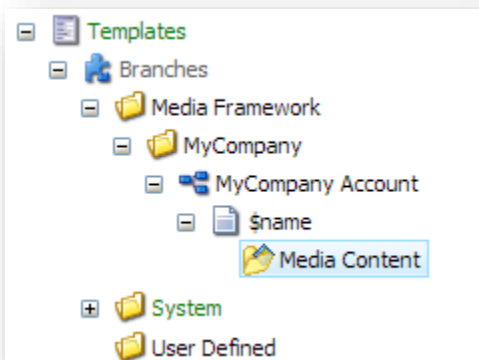 Templates
Branches
Media Framework
MyCompany
MyCompany Account
$name
Media Content
System
User Defined